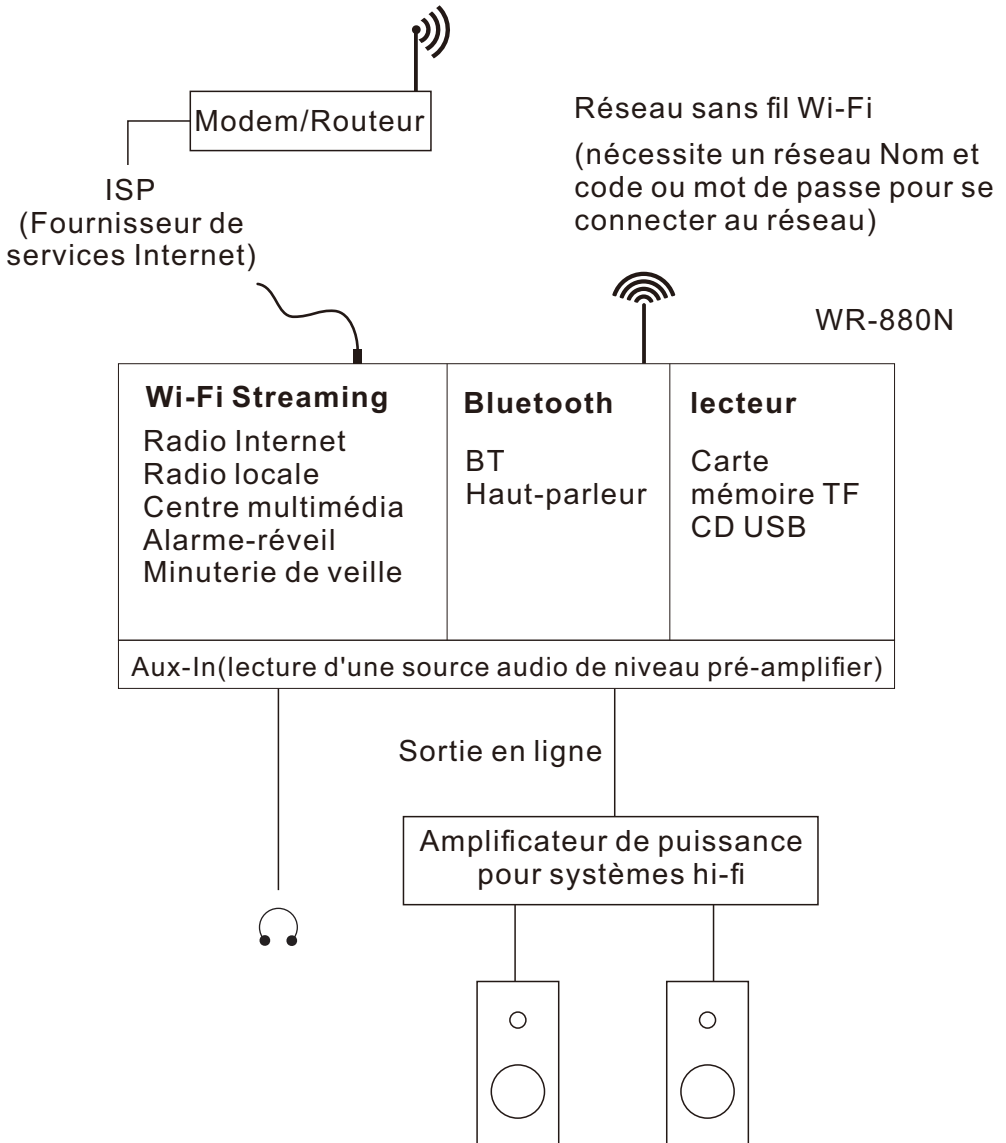 Modem/Routeur
ISP
(Fournisseur de
services Internet)
Réseau sans fil Wi-Fi
(nécessite un réseau Nom et
code ou mot de passe pour se
connecter au réseau)
WR-880N
Wi-Fi Streaming
Radio Internet
Radio locale
Centre multimédia
Alarme-réveil
Minuterie de veille
Bluetooth
BT
Haut-parleur
lecteur
Carte
mémoire TF
CD USB
Aux-In(lecture d'une source audio de niveau pré-amplifier)
Sortie en ligne
Amplificateur de puissance
pour systèmes hi-fi